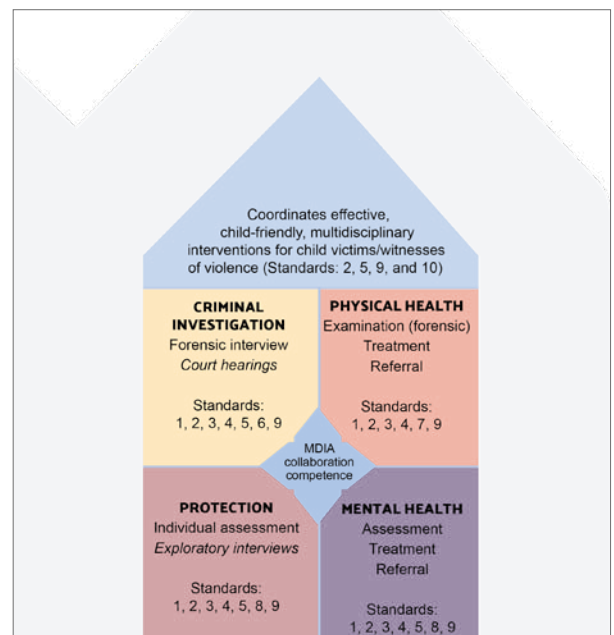 Coordinates effective,
child-friendly, multidisciplinary
interventions for child victims/witnesses
of violence (Standards: 2, 5, 9, and 10)
CRIMINAL
INVESTIGATION
Forensic interview
Court hearings
Standards:
1, 2, 3, 4, 5, 6, 9
PHYSICAL HEALTH
Examination (forensic)
Treatment
Referral
Standards:
1, 2, 3, 4, 7, 9
MDIA
collaboration
competence
PROTECTION
Individual assessment
Exploratory interviews
Standards:
1, 2, 3, 4, 5, 8, 9
MENTAL HEALTH
Assessment
Treatment
Referral
Standards:
1, 2, 3, 4, 5, 8, 9